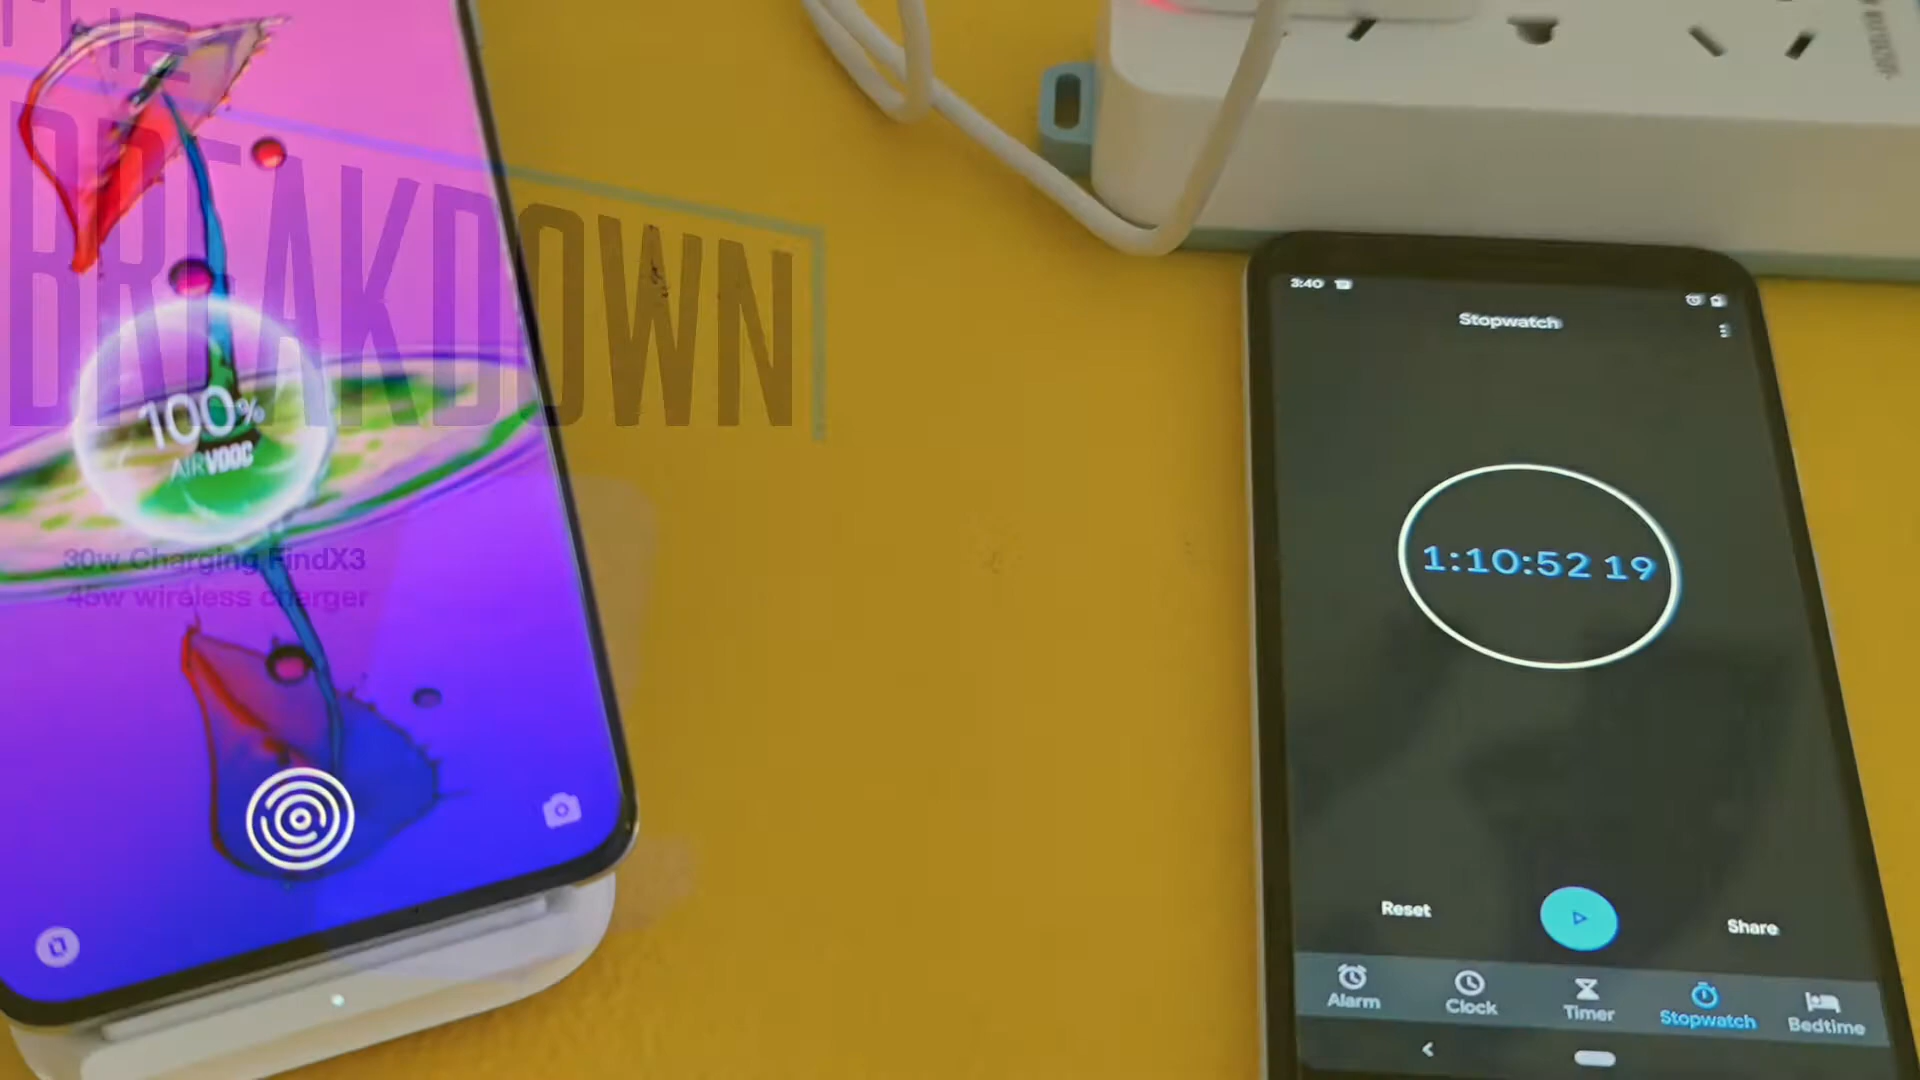 THE
BREAKDOWN
100%
AIRVOOC
30w Charging FindX3
45w wireless charger
3:40
Stopwatch
1:10:52 19
Reset
Share
Alarm
Clock
Timer
Stopwatch
Bedtime